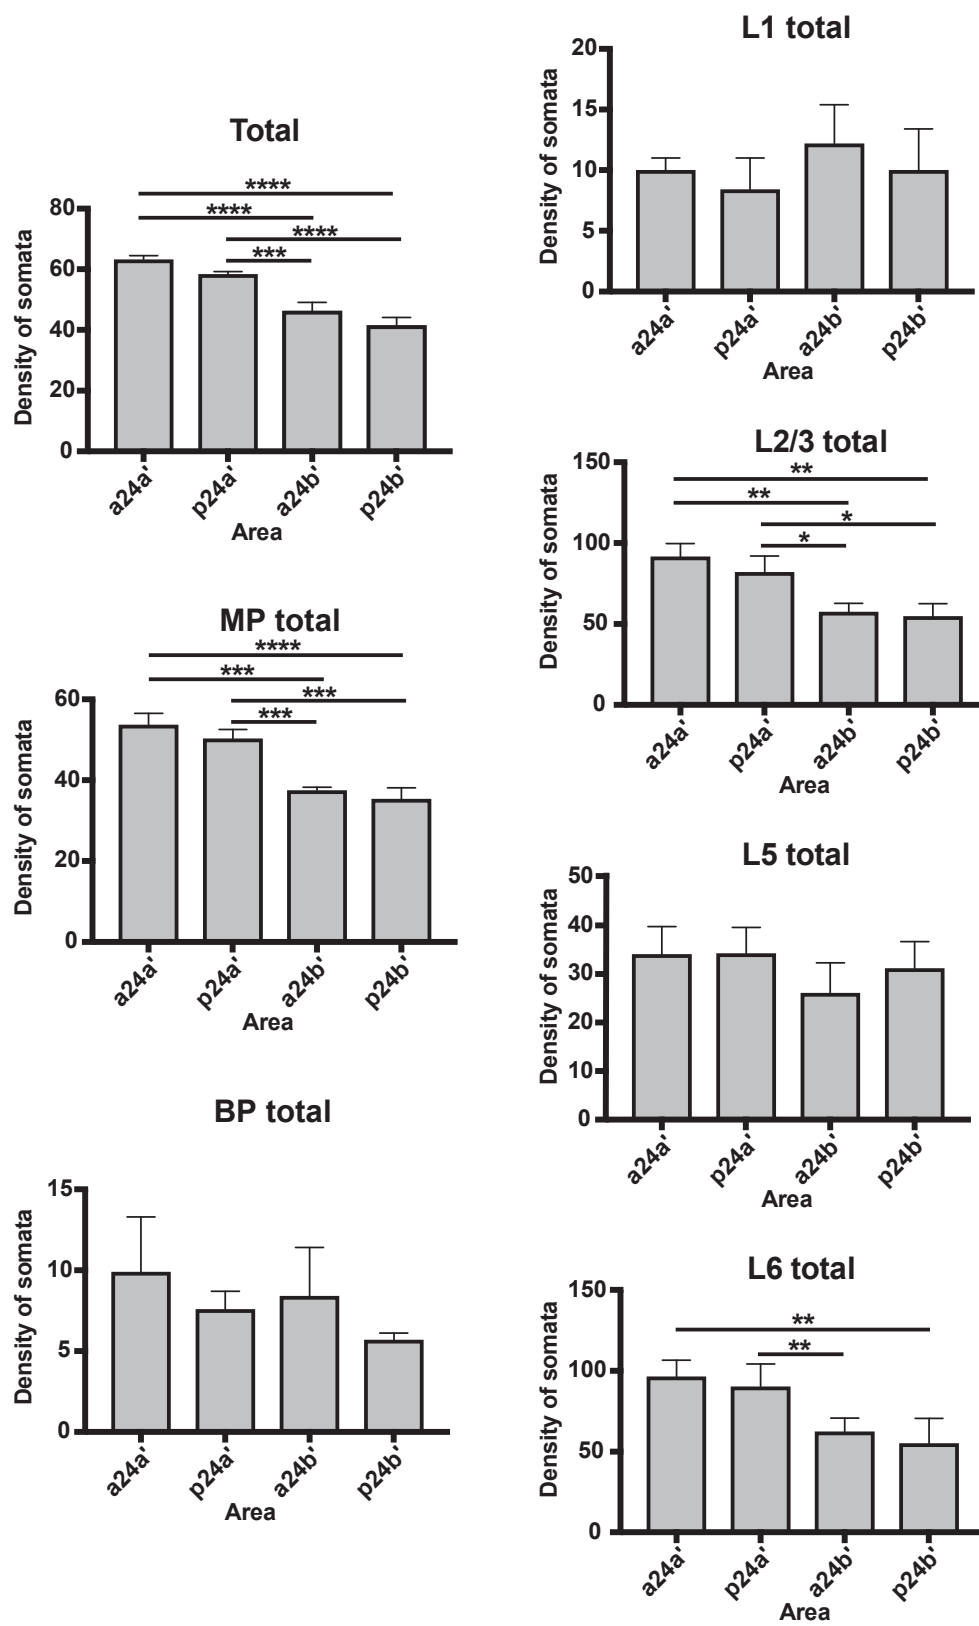 Total
****
****
****
***
Density of somata
80
60
40
20
0
a24a'
p24a'
a24b'
p24b'
Area
MP total
****
***
***
***
Density of somata
60
40
20
0
a24a'
p24a'
a24b'
p24b'
Area
BP total
Density of somata
15
10
5
0
a24a'
p24a'
a24b'
p24b'
Area
L1 total
Density of somata
20
15
10
5
0
a24a'
p24a'
a24b'
p24b'
Area
L2/3 total
**
**
*
*
Density of somata
150
100
50
0
a24a'
p24a'
a24b'
p24b'
Area
L5 total
Density of somata
50
40
30
20
10
0
a24a'
p24a'
a24b'
p24b'
Area
L6 total
**
**
Density of somata
150
100
50
0
a24a'
p24a'
a24b'
p24b'
Area